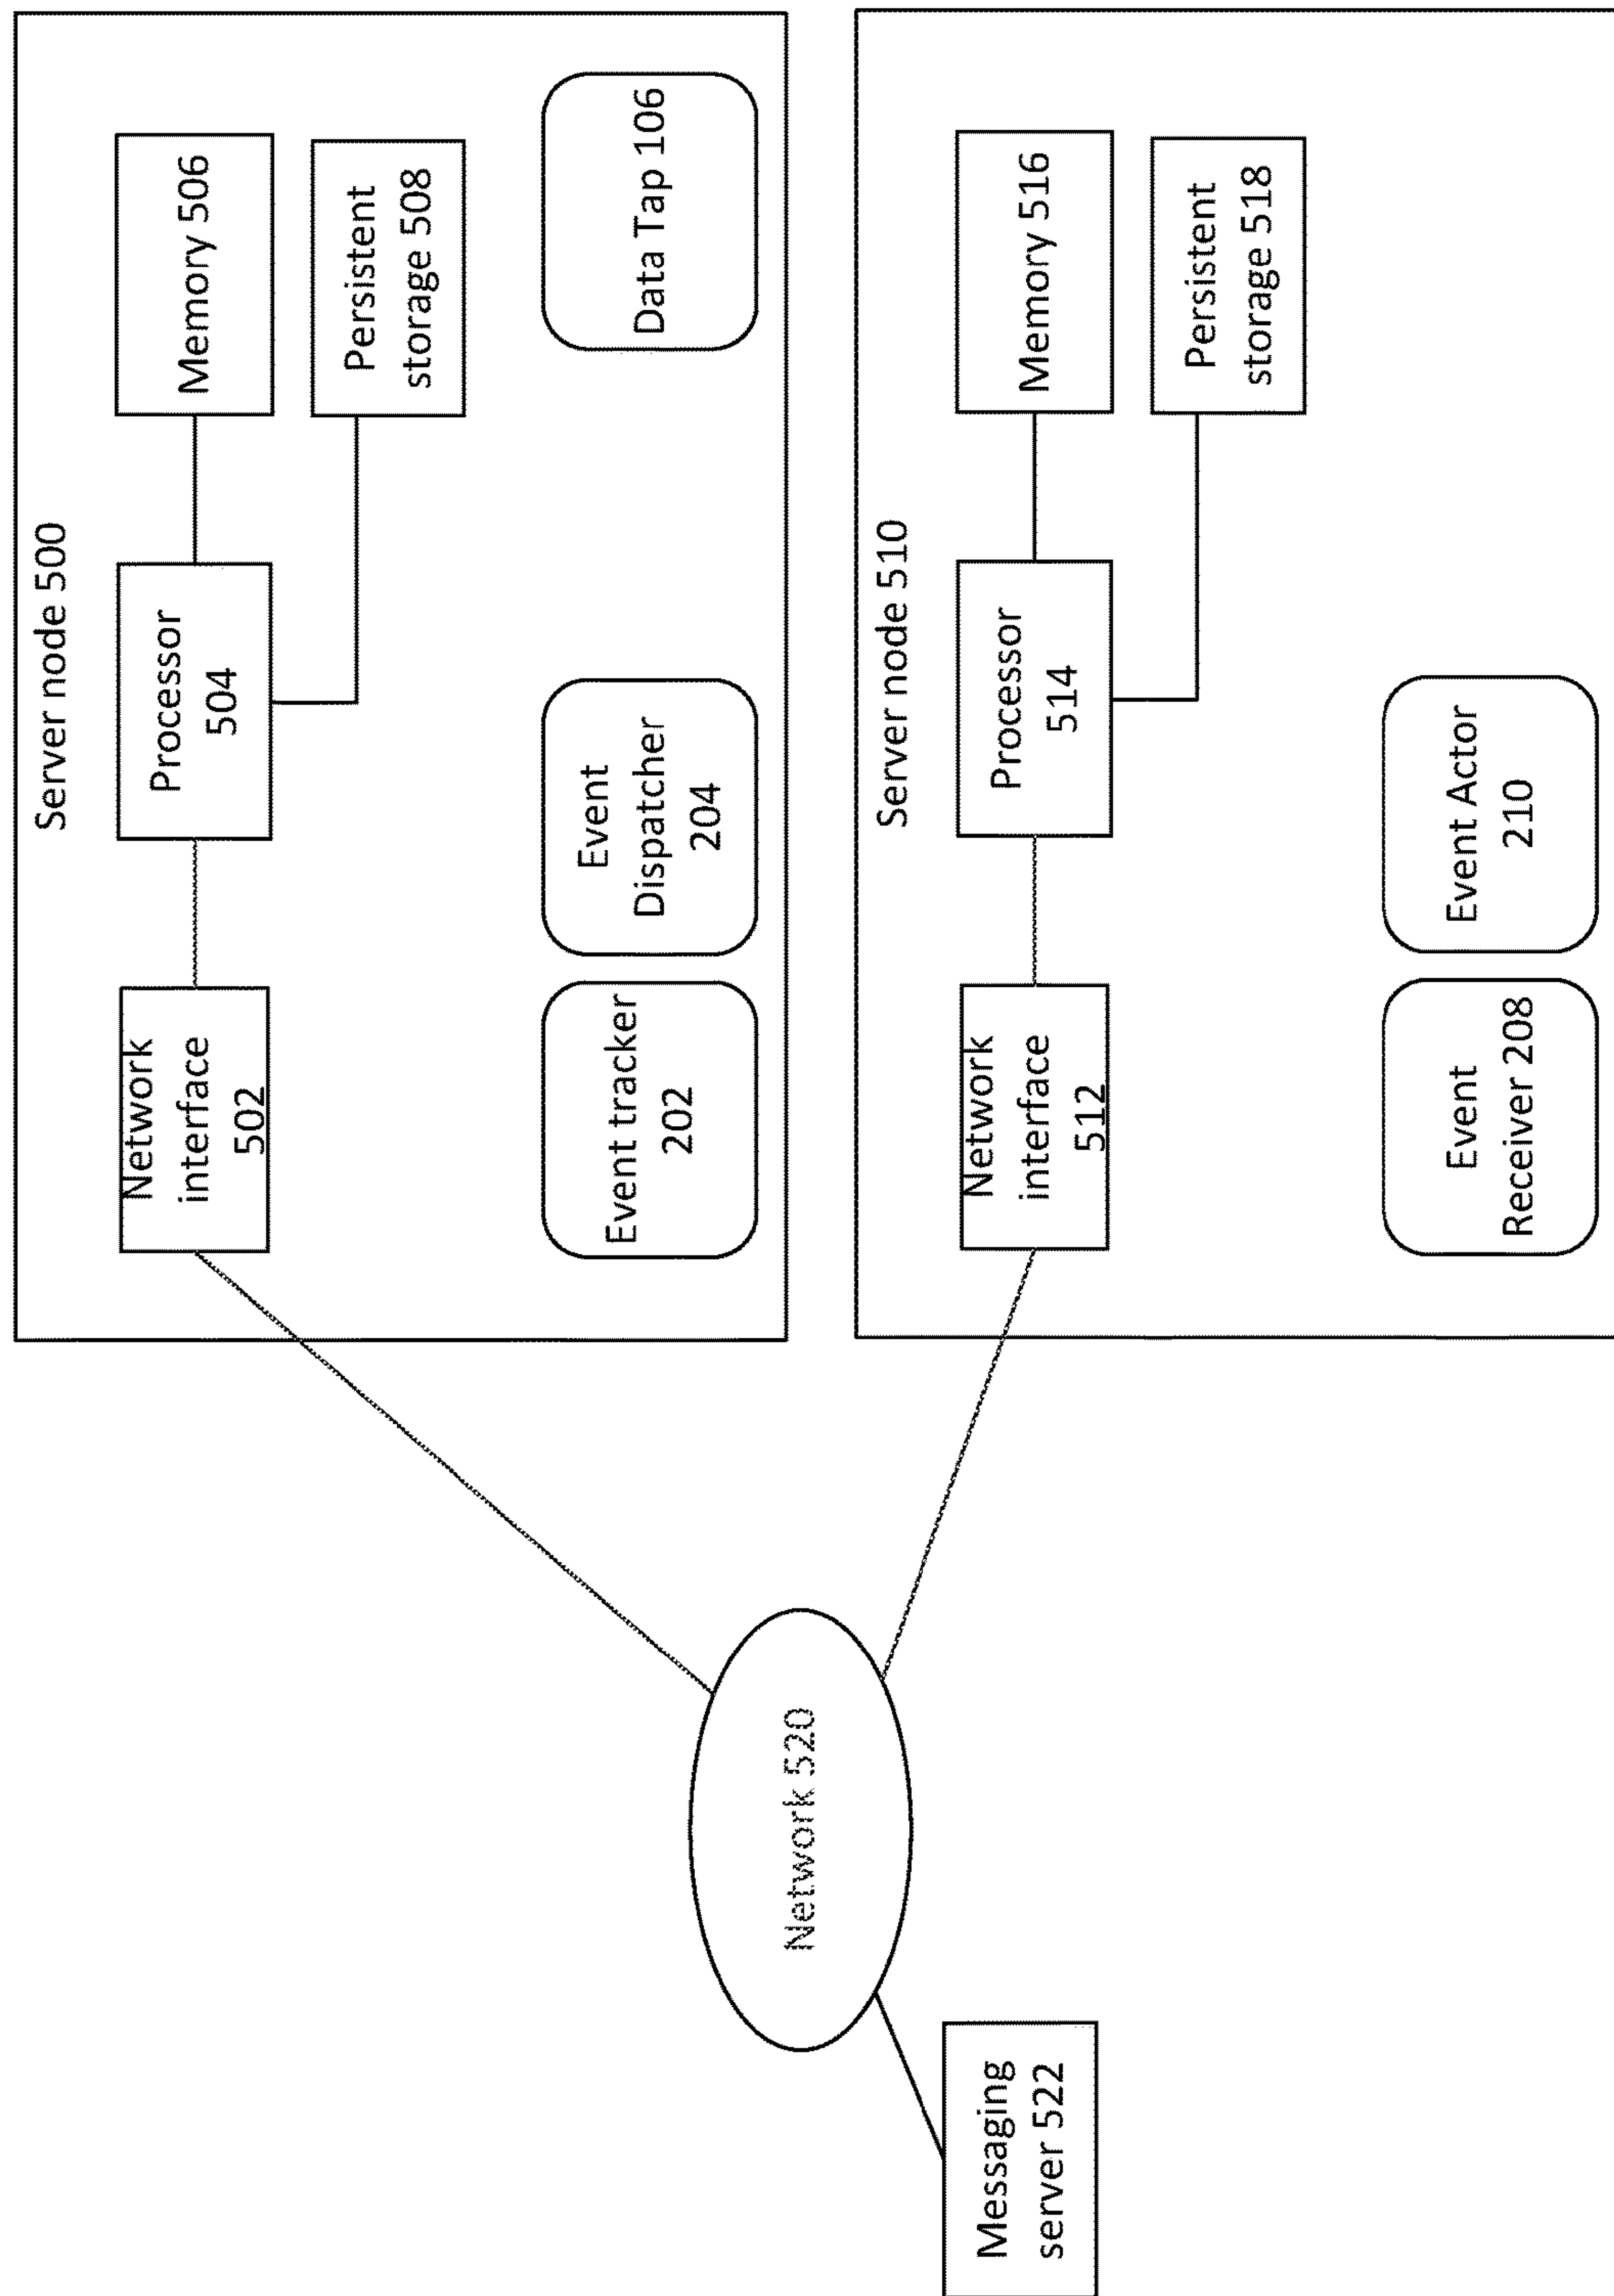 Server node 500
Network
interface
502
Processor
504
Memory 506
Persistent
storage 508
Event tracker
202
Event
Dispatcher
204
Data Tap 106
Network 520
Messaging
server 522
Server node 510
Network
interface
512
Processor
514
Memory 516
Persistent
storage 518
Event
Receiver 208
Event Actor
210